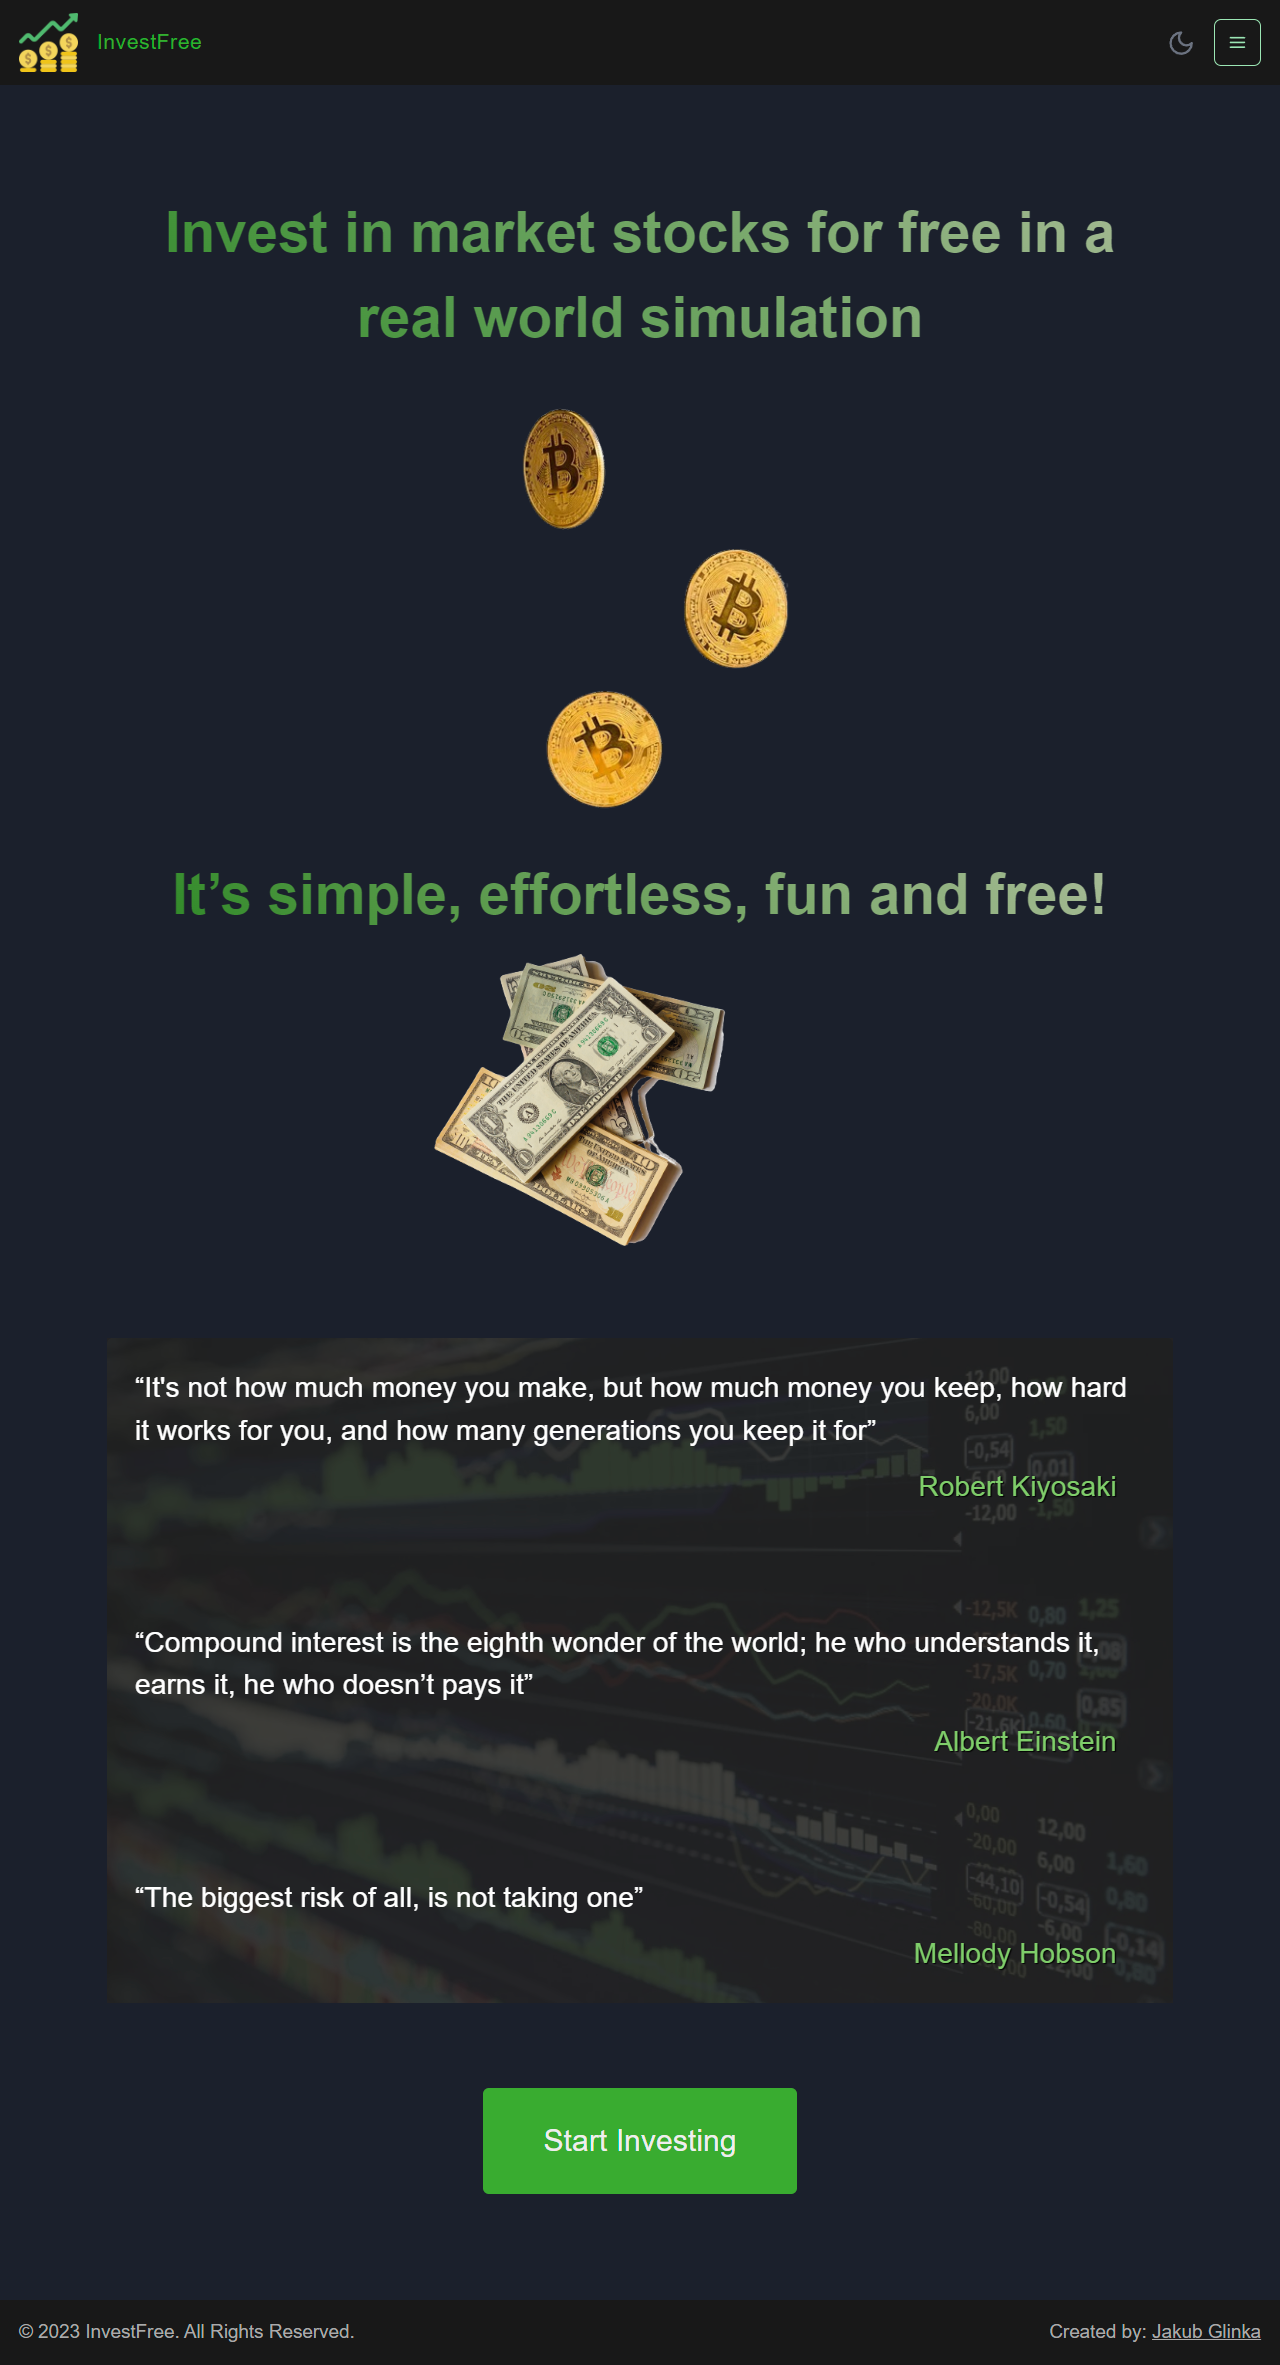 InvestFree
Invest in market stocks for free in a
real world simulation
It’s simple, effortless, fun and free!
“It's not how much money you make, but how much money you keep, how hard
it works for you, and how many generations you keep it for”
Robert Kiyosaki
“Compound interest is the eighth wonder of the world; he who understands it,
earns it, he who doesn’t pays it”
Albert Einstein
“The biggest risk of all, is not taking one”
Mellody Hobson
Start Investing
© 2023 InvestFree. All Rights Reserved.
Created by: Jakub Glinka